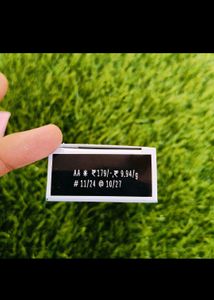 AA * ₹179/-,₹ 9.94/g
# 11/24 @ 10/27